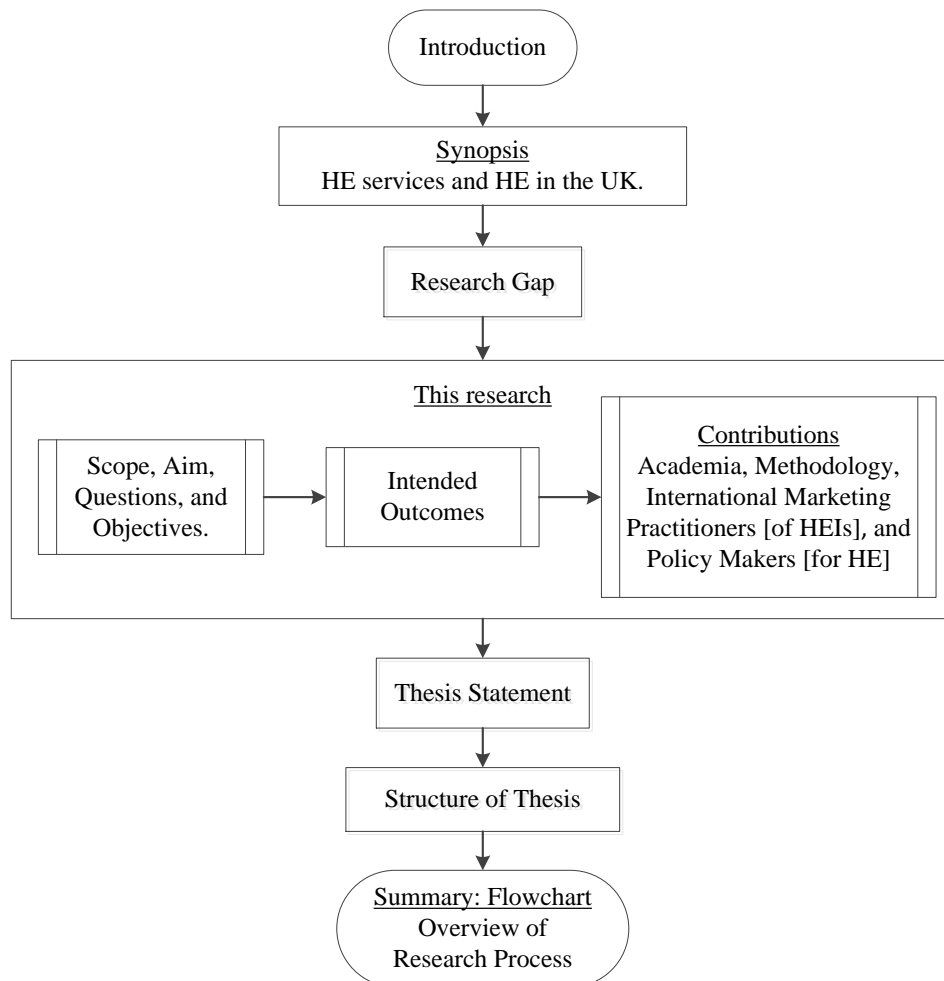 Introduction
Synopsis
HE services and HE in the UK.
Research Gap
This research
Scope, Aim,
Questions, and
Objectives.
Intended
Outcomes
Contributions
Academia, Methodology,
International Marketing
Practitioners [of HEIs], and
Policy Makers [for HE]
Thesis Statement
Structure of Thesis
Summary: Flowchart
Overview of
Research Process